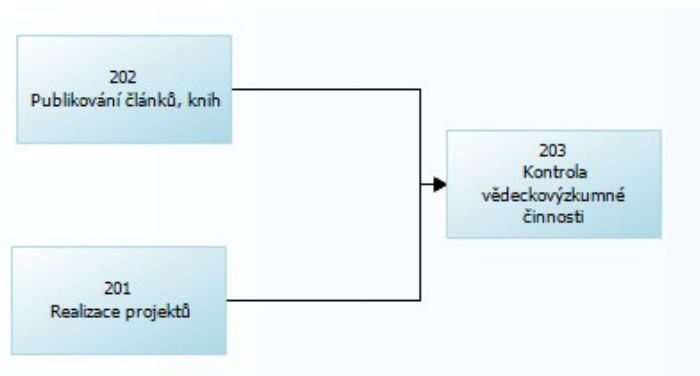 202
Publikování článků, knih
203
Kontrola
vědeckovýzkumné
činnosti
201
Realizace projektů